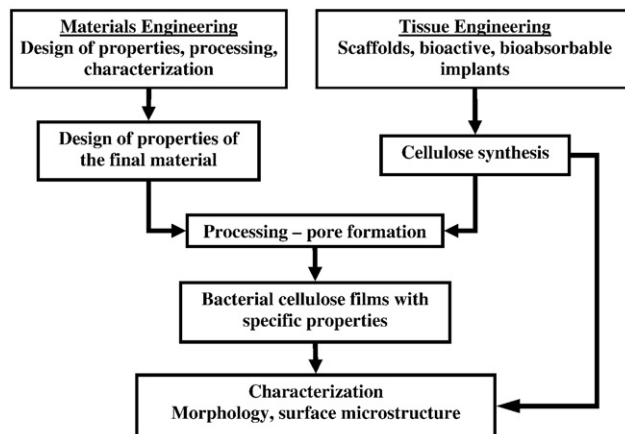 Materials Engineering
Design of properties, processing,
characterization
Tissue Engineering
Scaffolds, bioactive, bioabsorbable
implants
Design of properties of
the final material
Cellulose synthesis
Processing – pore formation
Bacterial cellulose films with
specific properties
Characterization
Morphology, surface microstructure